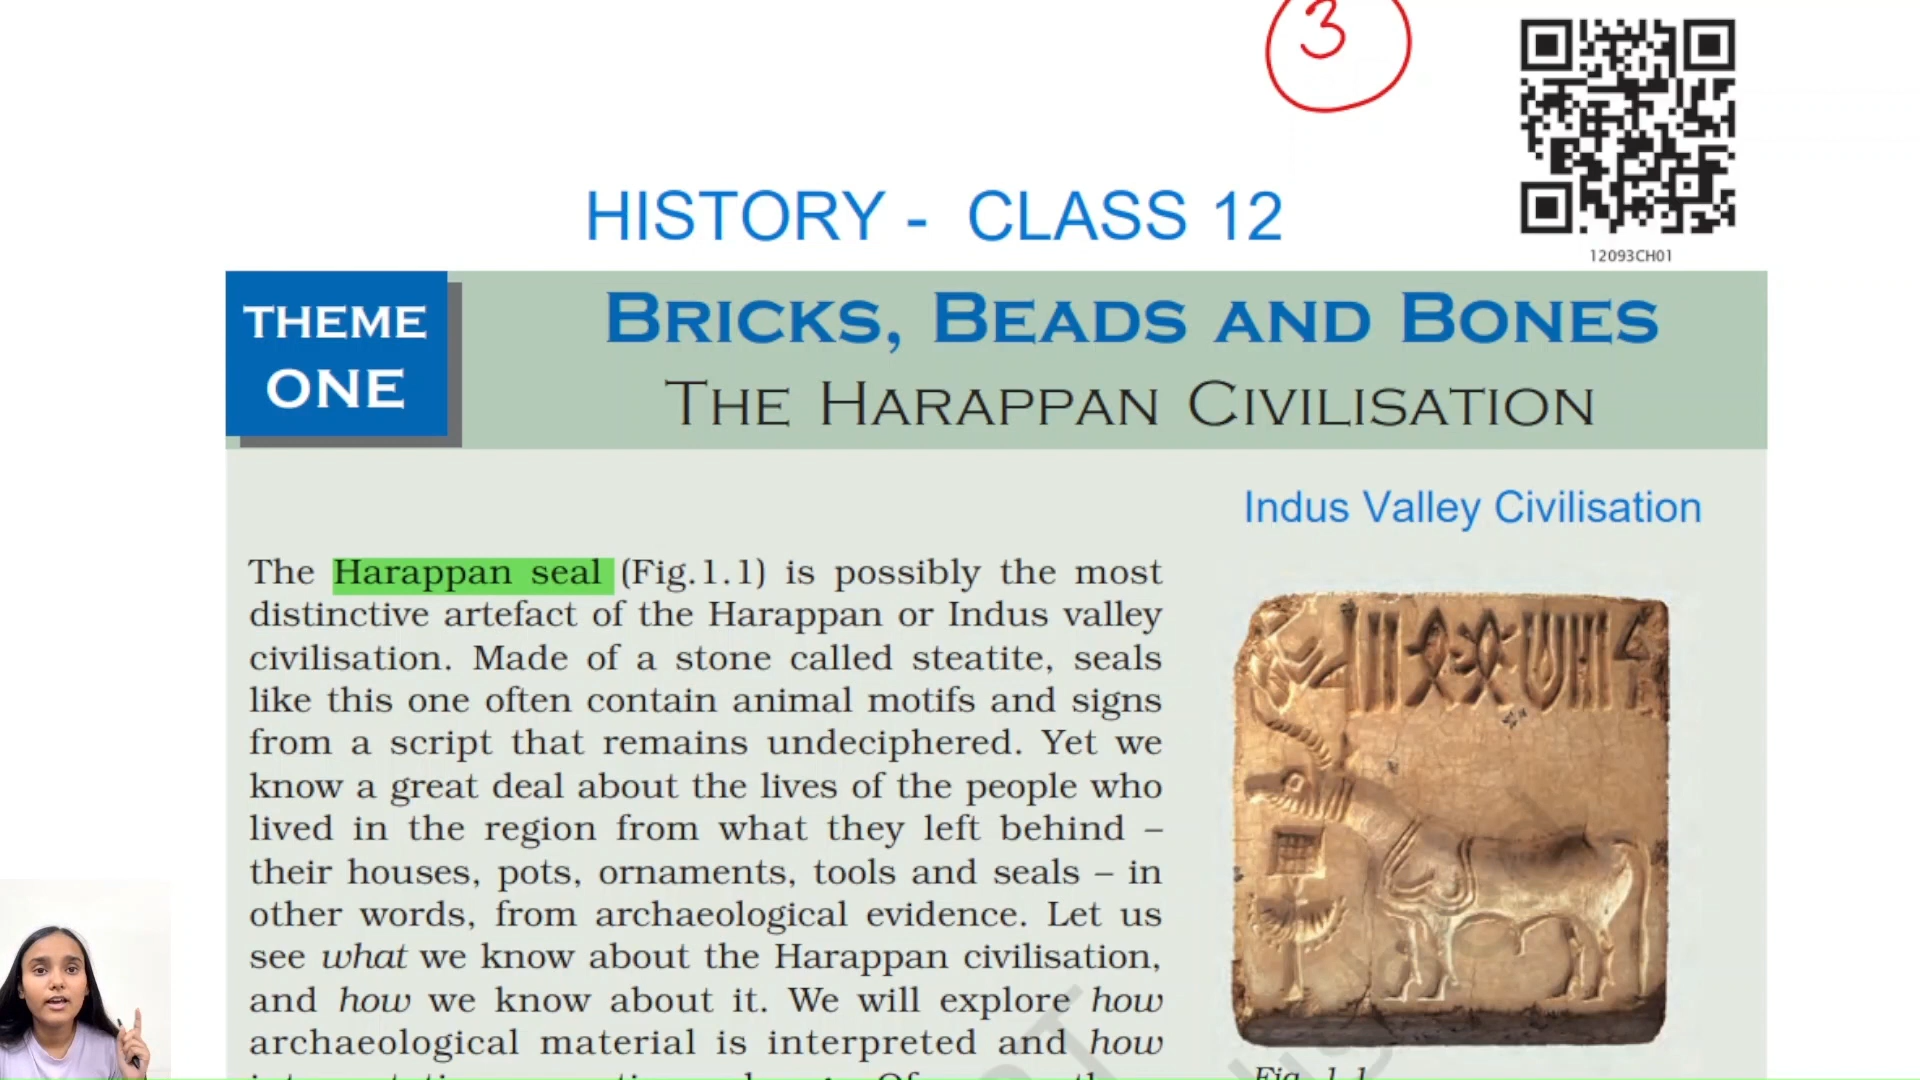 3
HISTORY - CLASS 12
12093CH01
THEME
ONE
BRICKS, BEADS AND BONES
THE HARAPPAN CIVILISATION
Indus Valley Civilisation
The Harappan seal (Fig.1.1) is possibly the most
distinctive artefact of the Harappan or Indus valley
civilisation. Made of a stone called steatite, seals
like this one often contain animal motifs and signs
from a script that remains undeciphered. Yet we
know a great deal about the lives of the people who
lived in the region from what they left behind –
their houses, pots, ornaments, tools and seals – in
other words, from archaeological evidence. Let us
see what we know about the Harappan civilisation,
and how we know about it. We will explore how
archaeological material is interpreted and how
Fig. 1.1